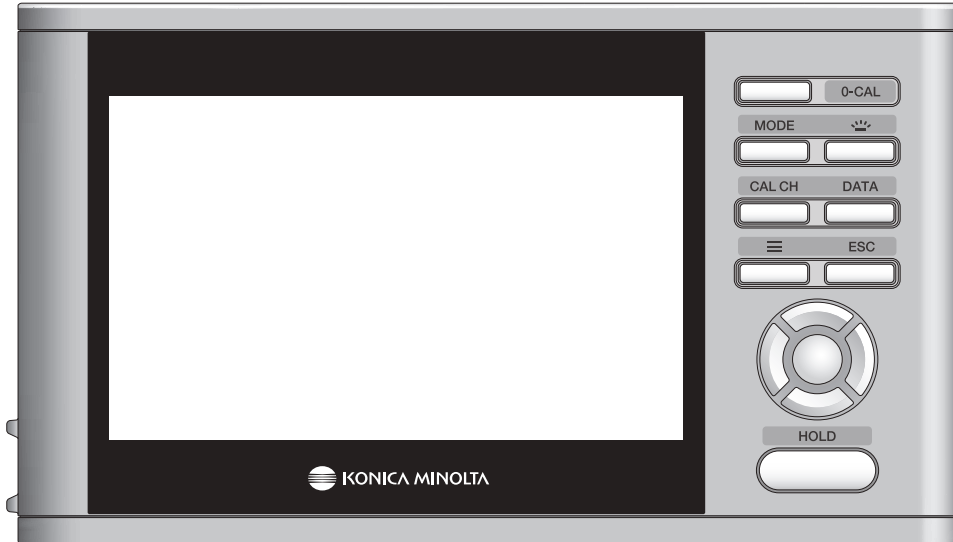 0-CAL
MODE
CAL CH DATA
ESC
HOLD
KONICA MINOLTA